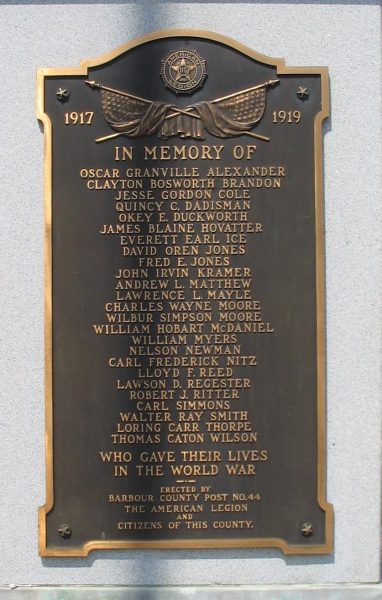 AMERICAN
US
LEGION
1917 1919
IN MEMORY OF
OSCAR GRANVILLE ALEXANDER
CLAYTON BOSWORTH BRANDON
JESSE GORDON COLE
QUINCY C. DADISMAN
OKEY E. DUCKWORTH
JAMES BLAINE HOVATTER
EVERETT EARL ICE
DAVID OREN JONES
FRED E. JONES
JOHN IRVIN KRAMER
ANDREW L. MATTHEW
LAWRENCE L. MAYLE
CHARLES WAYNE MOORE
WILBUR SIMPSON MOORE
WILLIAM HOBART McDANIEL
WILLIAM MYERS
NELSON NEWMAN
CARL FREDERICK NITZ
LLOYD F. REED
LAWSON D. REGESTER
ROBERT J. RITTER
CARL SIMMONS
WALTER RAY SMITH
LORING CARR THORPE
THOMAS CATON WILSON
WHO GAVE THEIR LIVES
IN THE WORLD WAR
ERECTED BY
BARBOUR COUNTY POST NO. 44
THE AMERICAN LEGION
AND
CITIZENS OF THIS COUNTY.